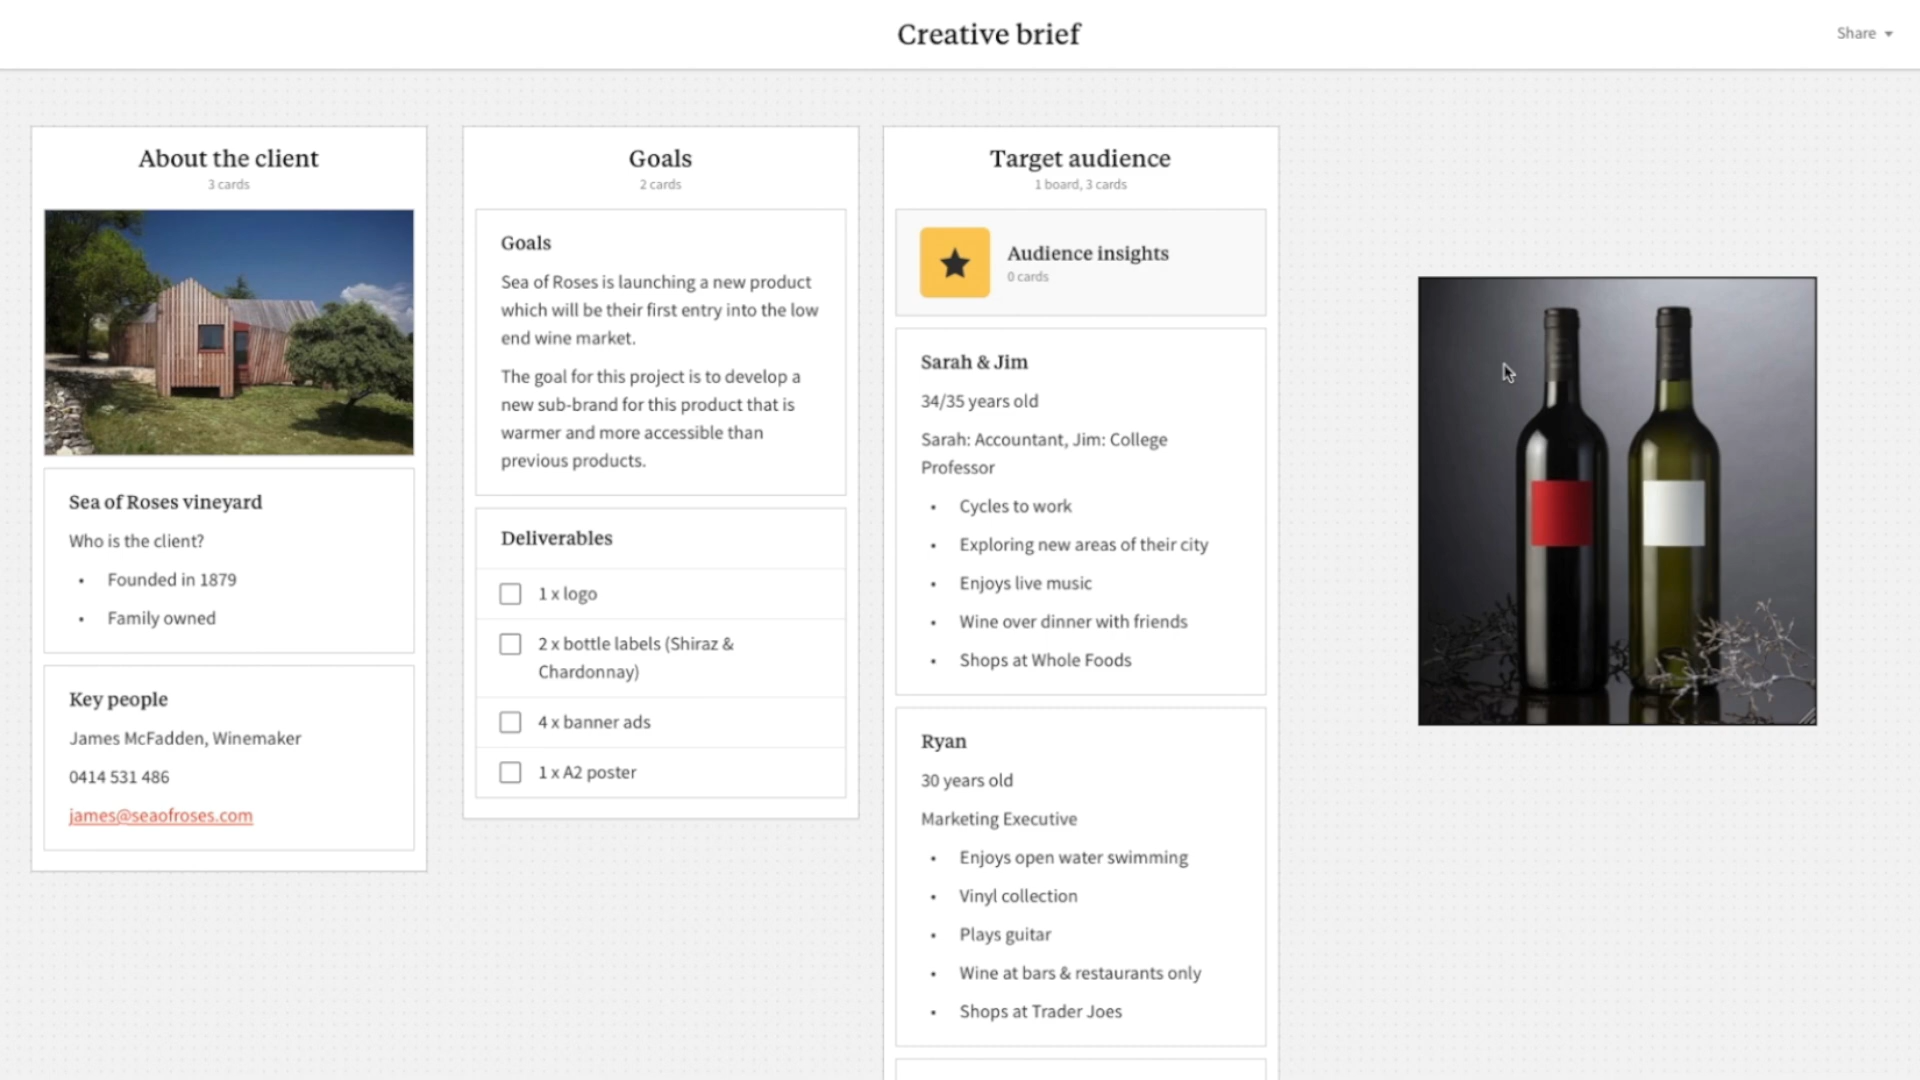 Creative brief
Share
About the client
3 cards
Sea of Roses vineyard
Who is the client?
• Founded in 1879
• Family owned
Key people
James McFadden, Winemaker
0414 531 486
james@seaofroses.com
Goals
2 cards
Goals
Sea of Roses is launching a new product
which will be their first entry into the low
end wine market.
The goal for this project is to develop a
new sub-brand for this product that is
warmer and more accessible than
previous products.
Deliverables
1 x logo
2 x bottle labels (Shiraz &
Chardonnay)
4 x banner ads
1 x A2 poster
Target audience
1 board, 3 cards
Audience insights
0 cards
Sarah & Jim
34/35 years old
Sarah: Accountant, Jim: College
Professor
• Cycles to work
• Exploring new areas of their city
• Enjoys live music
• Wine over dinner with friends
• Shops at Whole Foods
Ryan
30 years old
Marketing Executive
• Enjoys open water swimming
• Vinyl collection
• Plays guitar
• Wine at bars & restaurants only
• Shops at Trader Joes